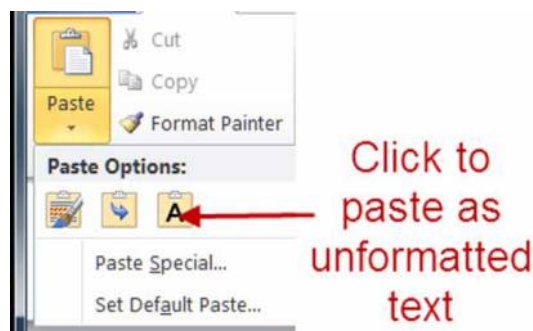 Cut
Copy
Paste
Format Painter
Paste Options:
A
Paste Special...
Set Default Paste...
Click to
paste as
unformatted
text